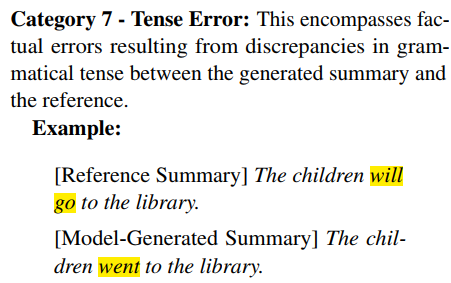 Category 7 - Tense Error: This encompasses fac-
tual errors resulting from discrepancies in gram-
matical tense between the generated summary and
the reference.
Example:
[Reference Summary] The children will
go to the library.
[Model-Generated Summary] The chil-
dren went to the library.